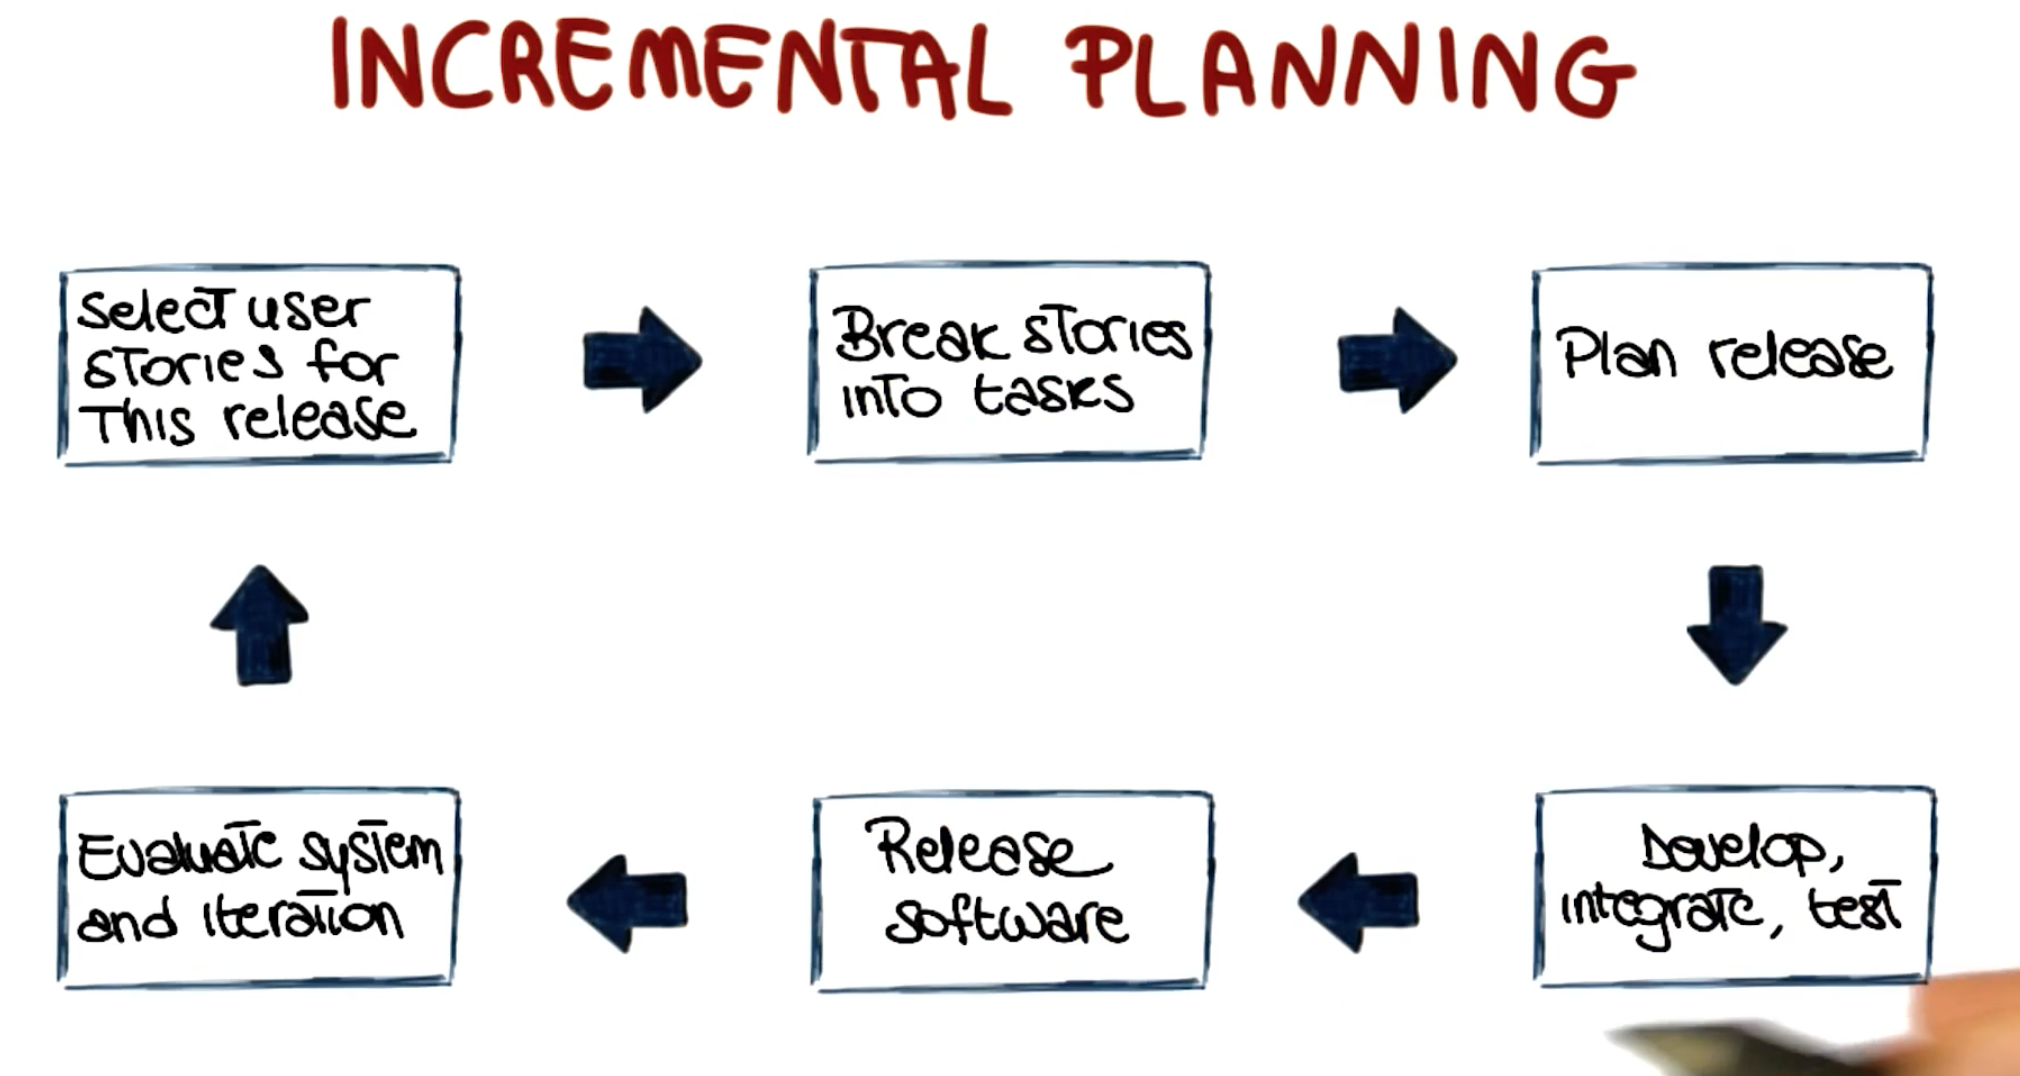 INCREMENTAL PLANNING
Select user
stories for
This release
Break stories
into tasks
Plan release
Evaluate system
and iteration
Release
software
Develop,
integrate, test